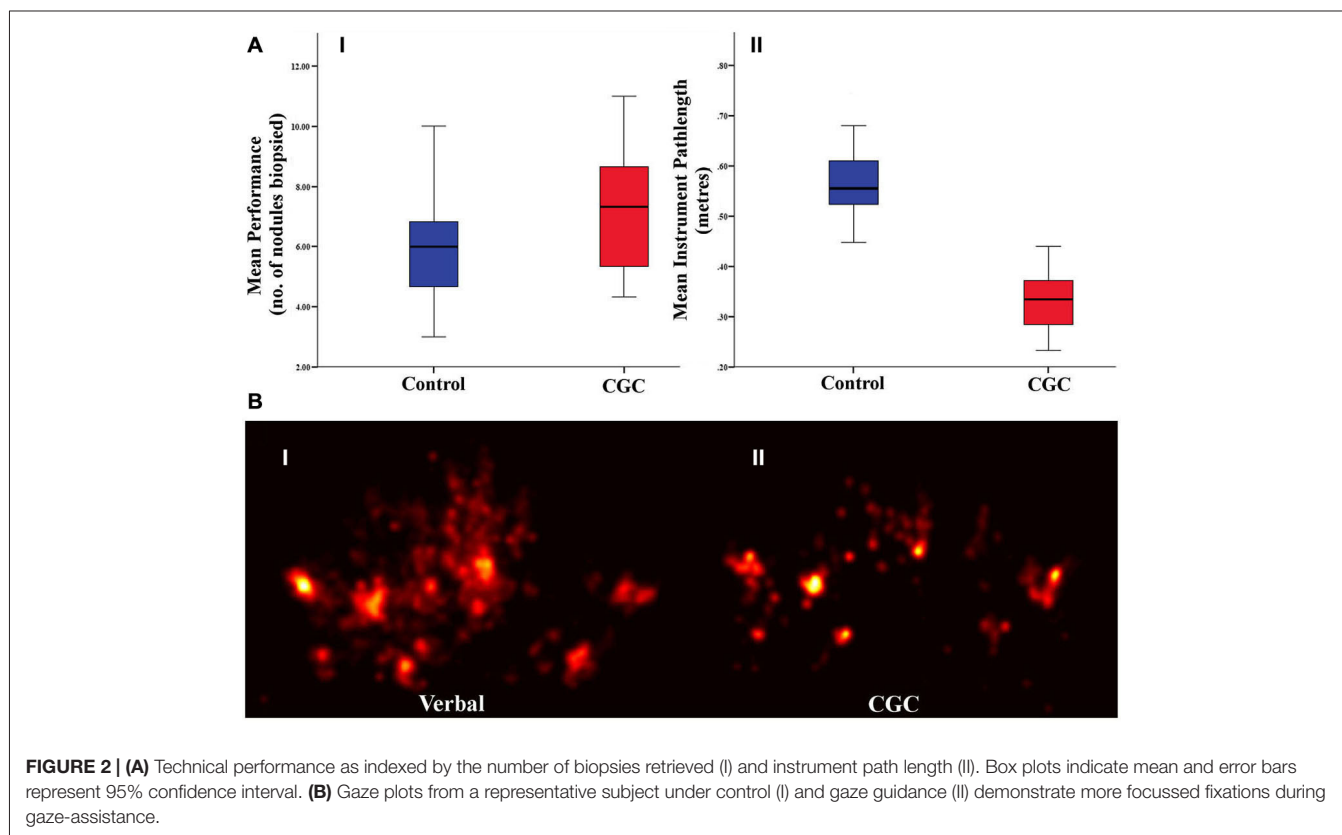 A
I
II
Mean Performance
(no. of nodules biopsied)
12.00
10.00
8.00
6.00
4.00
2.00
Control
CGC
Mean Instrument Pathlength
(metres)
.80
.70
.60
.50
.40
.30
.20
Control
CGC
B
I
II
Verbal
CGC
FIGURE 2 | (A) Technical performance as indexed by the number of biopsies retrieved (I) and instrument path length (II). Box plots indicate mean and error bars
represent 95% confidence interval. (B) Gaze plots from a representative subject under control (I) and gaze guidance (II) demonstrate more focussed fixations during
gaze-assistance.